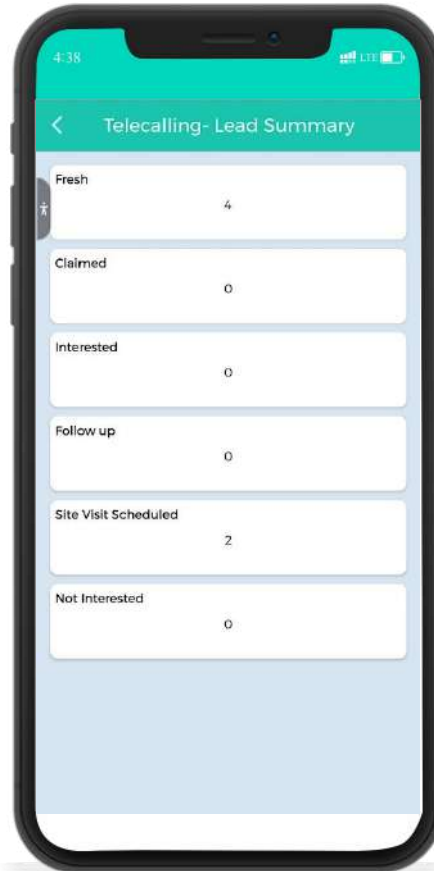 4:38 LTE
Telecalling- Lead Summary
Fresh
4
Claimed
0
Interested
0
Follow up
0
Site Visit Scheduled
2
Not Interested
0